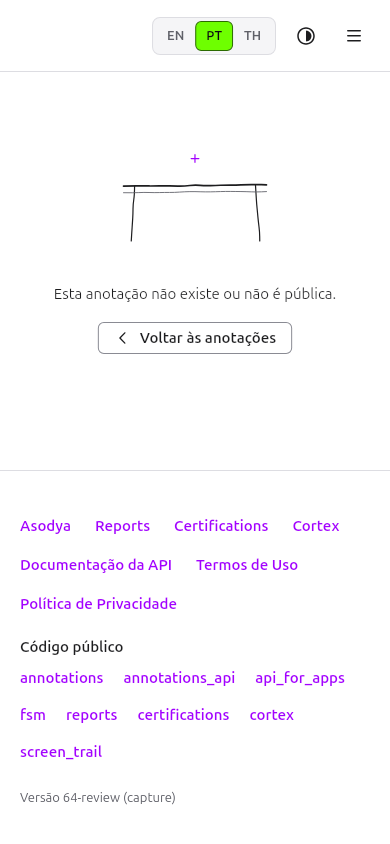 EN PT TH
Esta anotação não existe ou não é pública.
Voltar às anotações
Asodya Reports Certifications Cortex
Documentação da API Termos de Uso
Política de Privacidade
Código público
annotations annotations_api api_for_apps
fsm reports certifications cortex
screen_trail
Versão 64-review (capture)